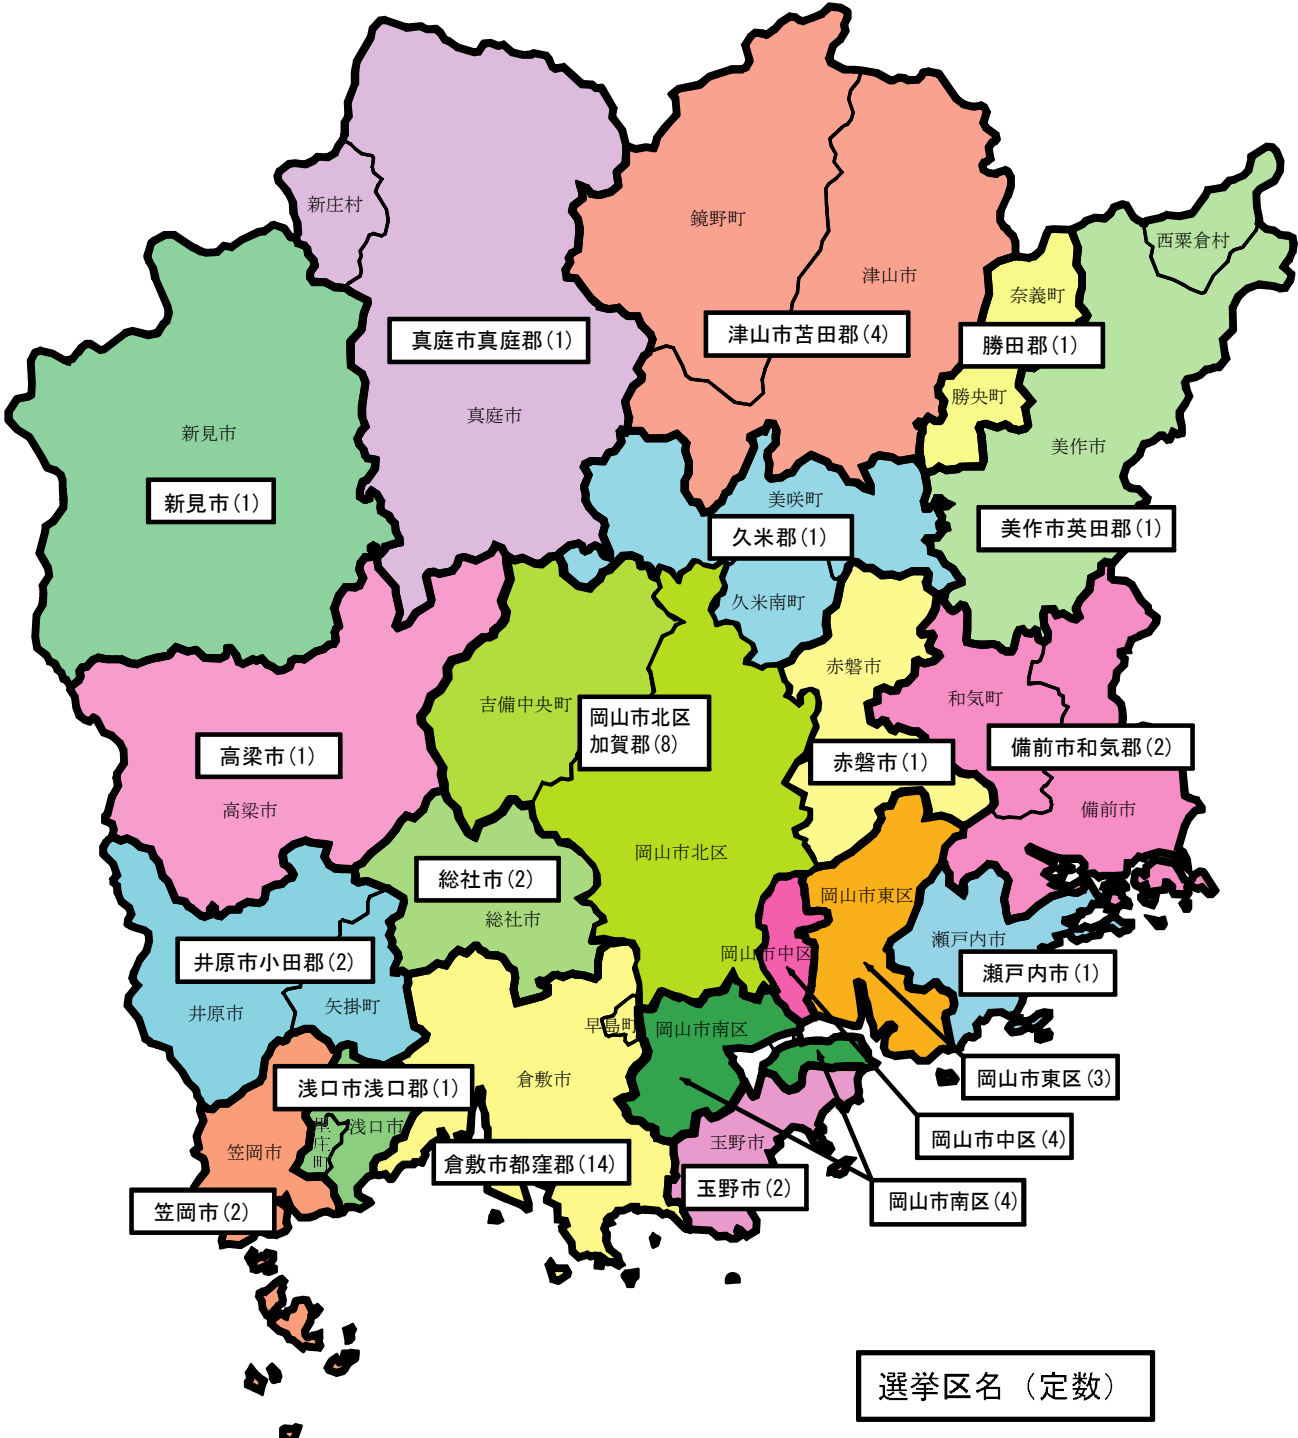 新庄村
鏡野町
津山市
西粟倉村
奈義町
真庭市真庭郡(1)
津山市苫田郡(4)
勝田郡(1)
勝央町
真庭市
新見市
美作市
新見市(1)
美咲町
久米郡(1)
美作市英田郡(1)
久米南町
赤磐市
和気町
吉備中央町
岡山市北区
加賀郡(8)
高梁市(1)
赤磐市(1)
備前市和気郡(2)
高梁市
備前市
岡山市北区
総社市(2)
岡山市東区
総社市
瀬戸内市
岡山市中区
井原市小田郡(2)
瀬戸内市(1)
井原市
矢掛町
早島町
岡山市南区
倉敷市
浅口市浅口郡(1)
岡山市東区(3)
里庄町
浅口市
笠岡市
玉野市
岡山市中区(4)
倉敷市都窪郡(14)
玉野市(2)
岡山市南区(4)
笠岡市(2)
選挙区名（定数）